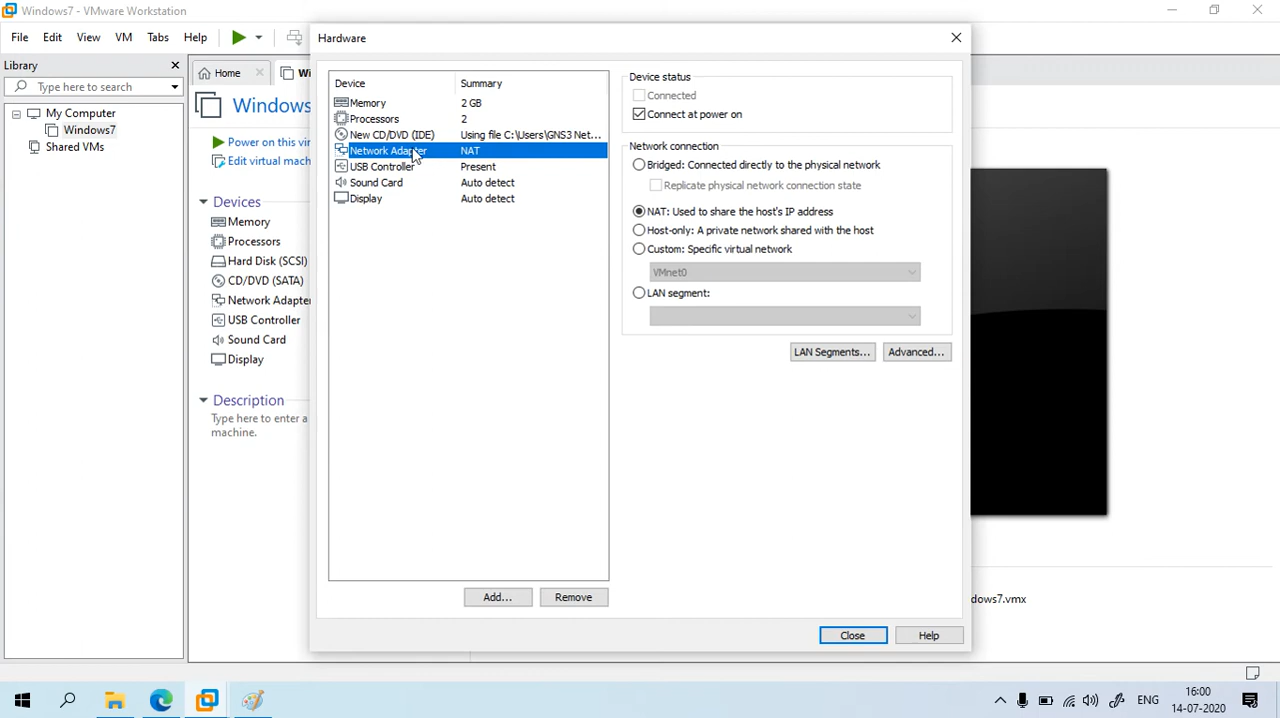 Windows7 - VMware Workstation
File Edit View VM Tabs Help
Library
Type here to search
My Computer
Windows7
Shared VMs
Home
Wi
Windows7
Power on this vir
Edit virtual mach
Devices
Memory
Processors
Hard Disk (SCSI)
CD/DVD (SATA)
Network Adapte
USB Controller
Sound Card
Display
Description
Type here to enter a
machine.
Hardware
Device Summary
Memory 2 GB
Processors 2
New CD/DVD (IDE) Using file C:\Users\GNS3 Net...
Network Adapter NAT
USB Controller Present
Sound Card Auto detect
Display Auto detect
Add... Remove
Device status
Connected
Connect at power on
Network connection
Bridged: Connected directly to the physical network
Replicate physical network connection state
NAT: Used to share the host's IP address
Host-only: A private network shared with the host
Custom: Specific virtual network
VMnet0
LAN segment:
LAN Segments... Advanced...
Close Help
dows7.vmx
ENG
16:00
14-07-2020